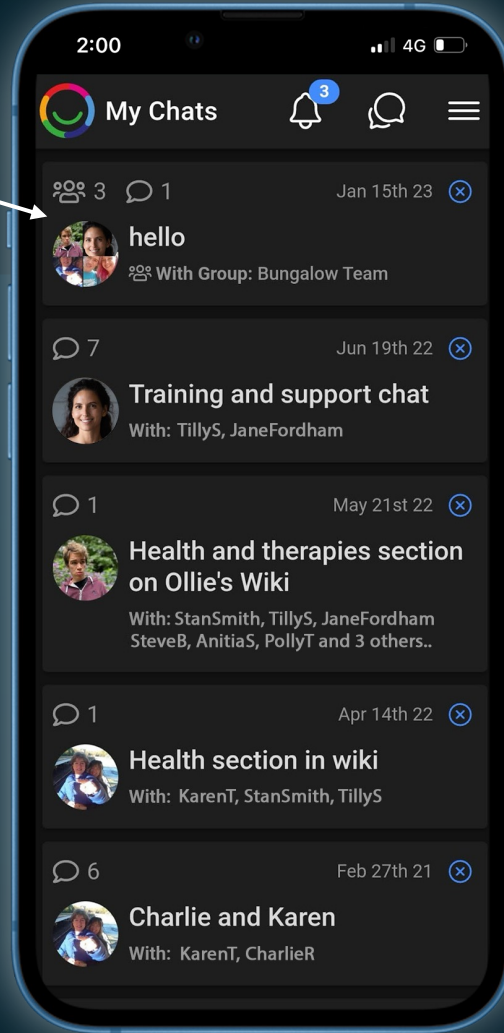 2:00 4G
My Chats 3
3 1 Jan 15th 23
hello
With Group: Bungalow Team
7 Jun 19th 22
Training and support chat
With: TillyS, JaneFordham
1 May 21st 22
Health and therapies section
on Ollie's Wiki
With: StanSmith, TillyS, JaneFordham
SteveB, AnitiaS, PollyT and 3 others..
1 Apr 14th 22
Health section in wiki
With: KarenT, StanSmith, TillyS
6 Feb 27th 21
Charlie and Karen
With: KarenT, CharlieR